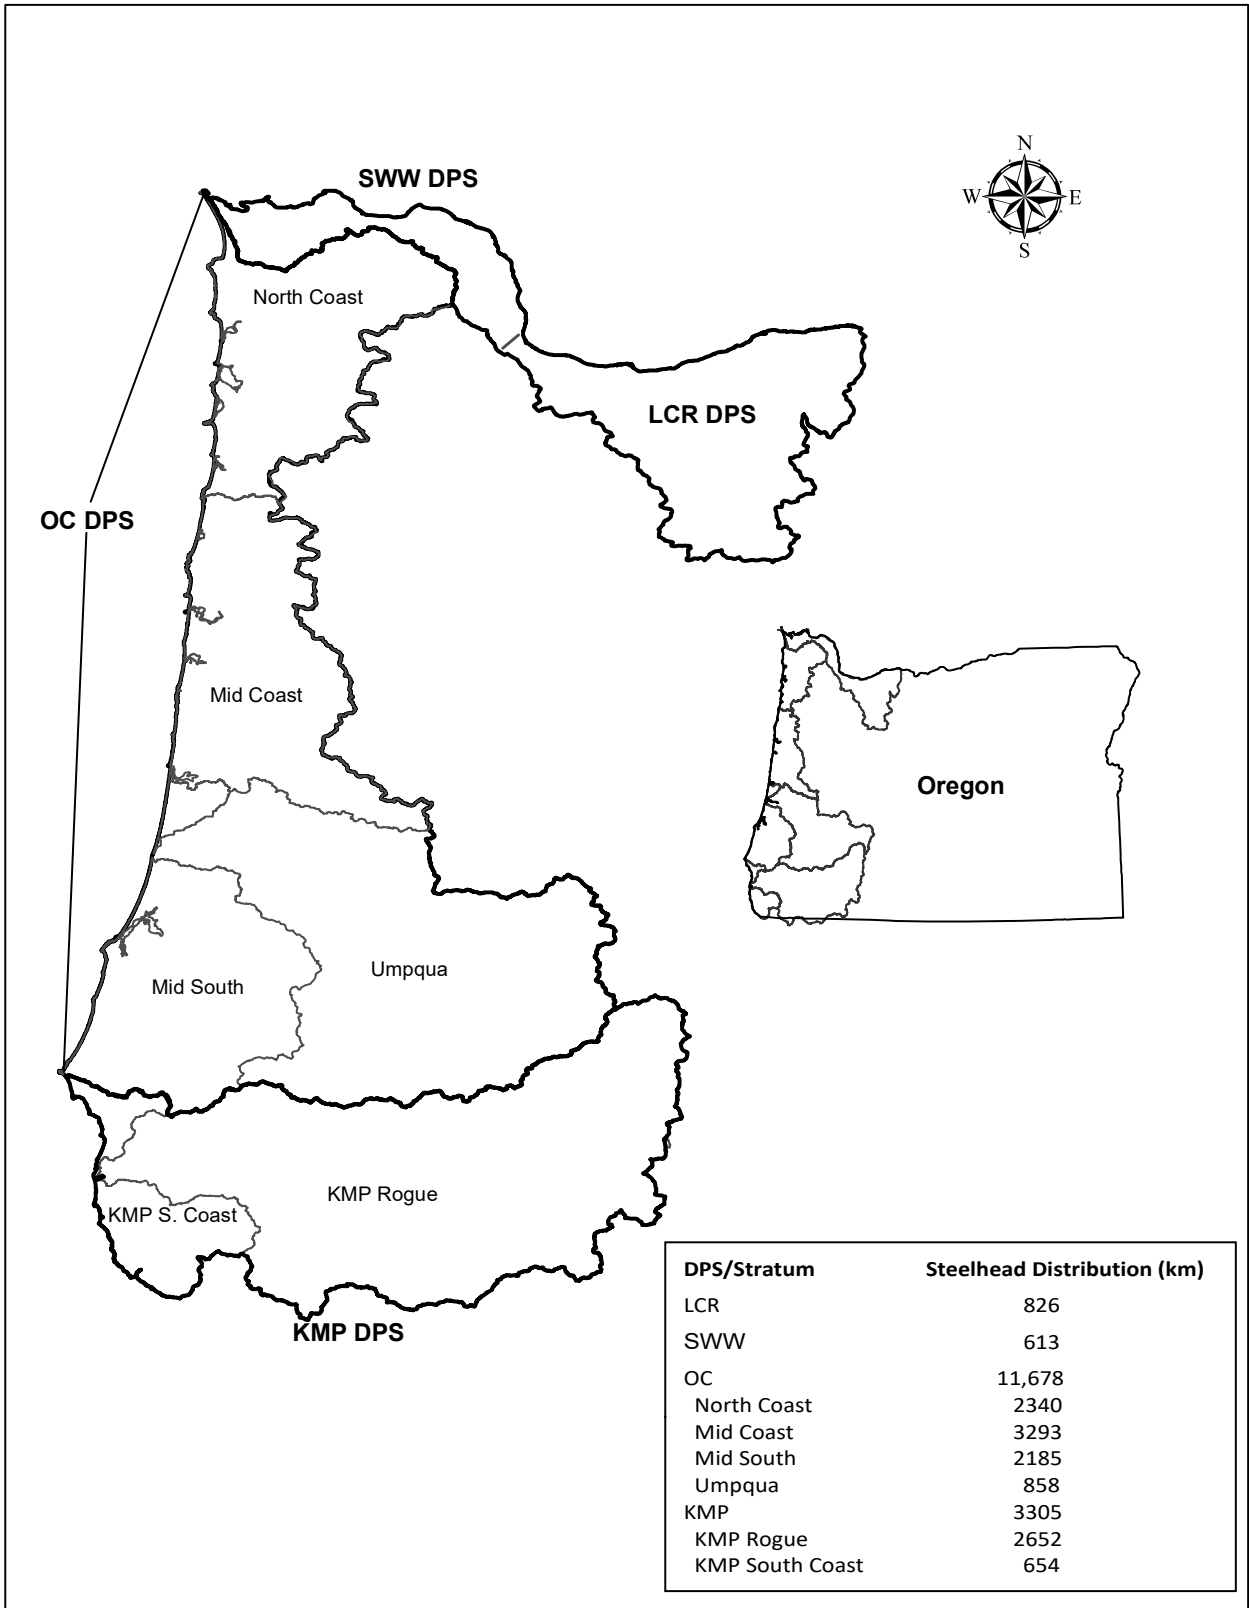 SWW DPS
N
W E
S
North Coast
LCR DPS
OC DPS
Mid Coast
Oregon
Umpqua
Mid South
KMP Rogue
KMP S. Coast
KMP DPS
DPS/Stratum Steelhead Distribution (km)
LCR 826
SWW 613
OC 11,678
North Coast 2340
Mid Coast 3293
Mid South 2185
Umpqua 858
KMP 3305
KMP Rogue 2652
KMP South Coast 654